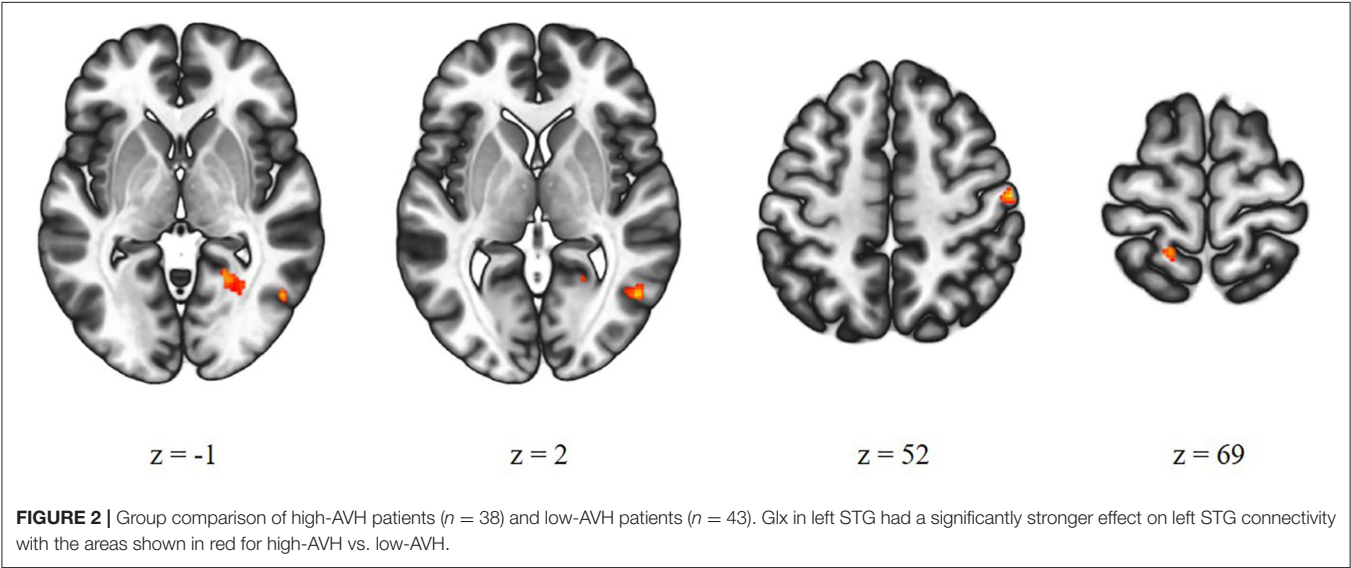 z = -1
z = 2
z = 52
z = 69
FIGURE 2 | Group comparison of high-AVH patients (n = 38) and low-AVH patients (n = 43). Glx in left STG had a significantly stronger effect on left STG connectivity
with the areas shown in red for high-AVH vs. low-AVH.